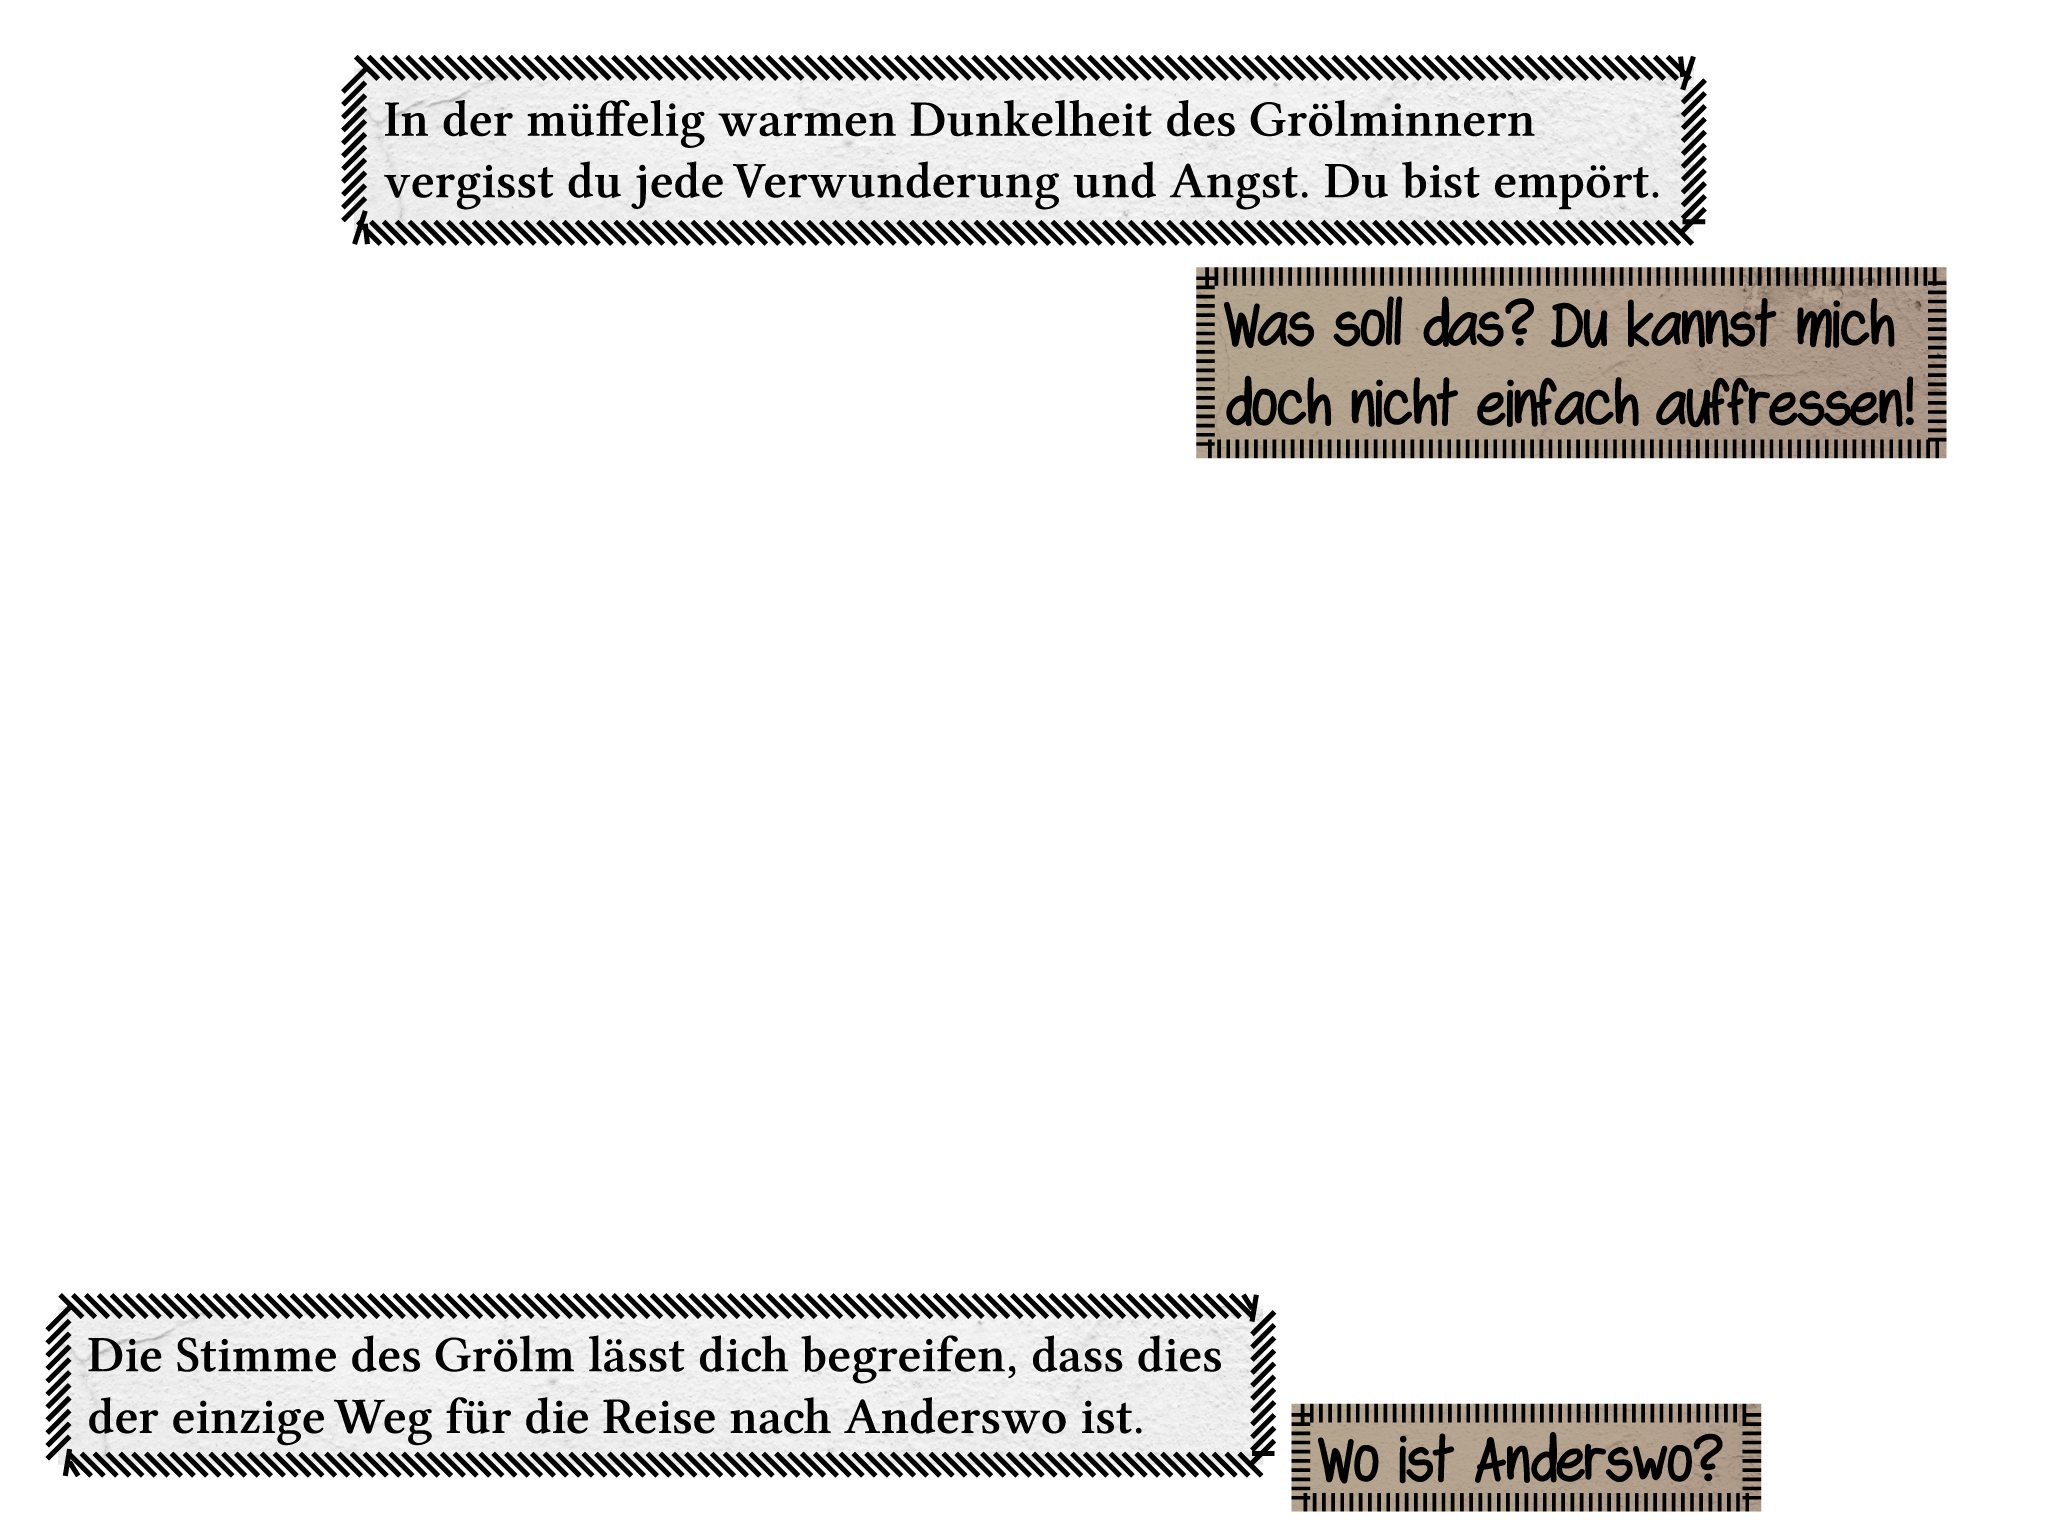 In der müffelig warmen Dunkelheit des Grölminnern
vergisst du jede Verwunderung und Angst. Du bist empört.
Was soll das? Du kannst mich
doch nicht einfach auffressen!
Die Stimme des Grölm lässt dich begreifen, dass dies
der einzige Weg für die Reise nach Anderswo ist.
Wo ist Anderswo?